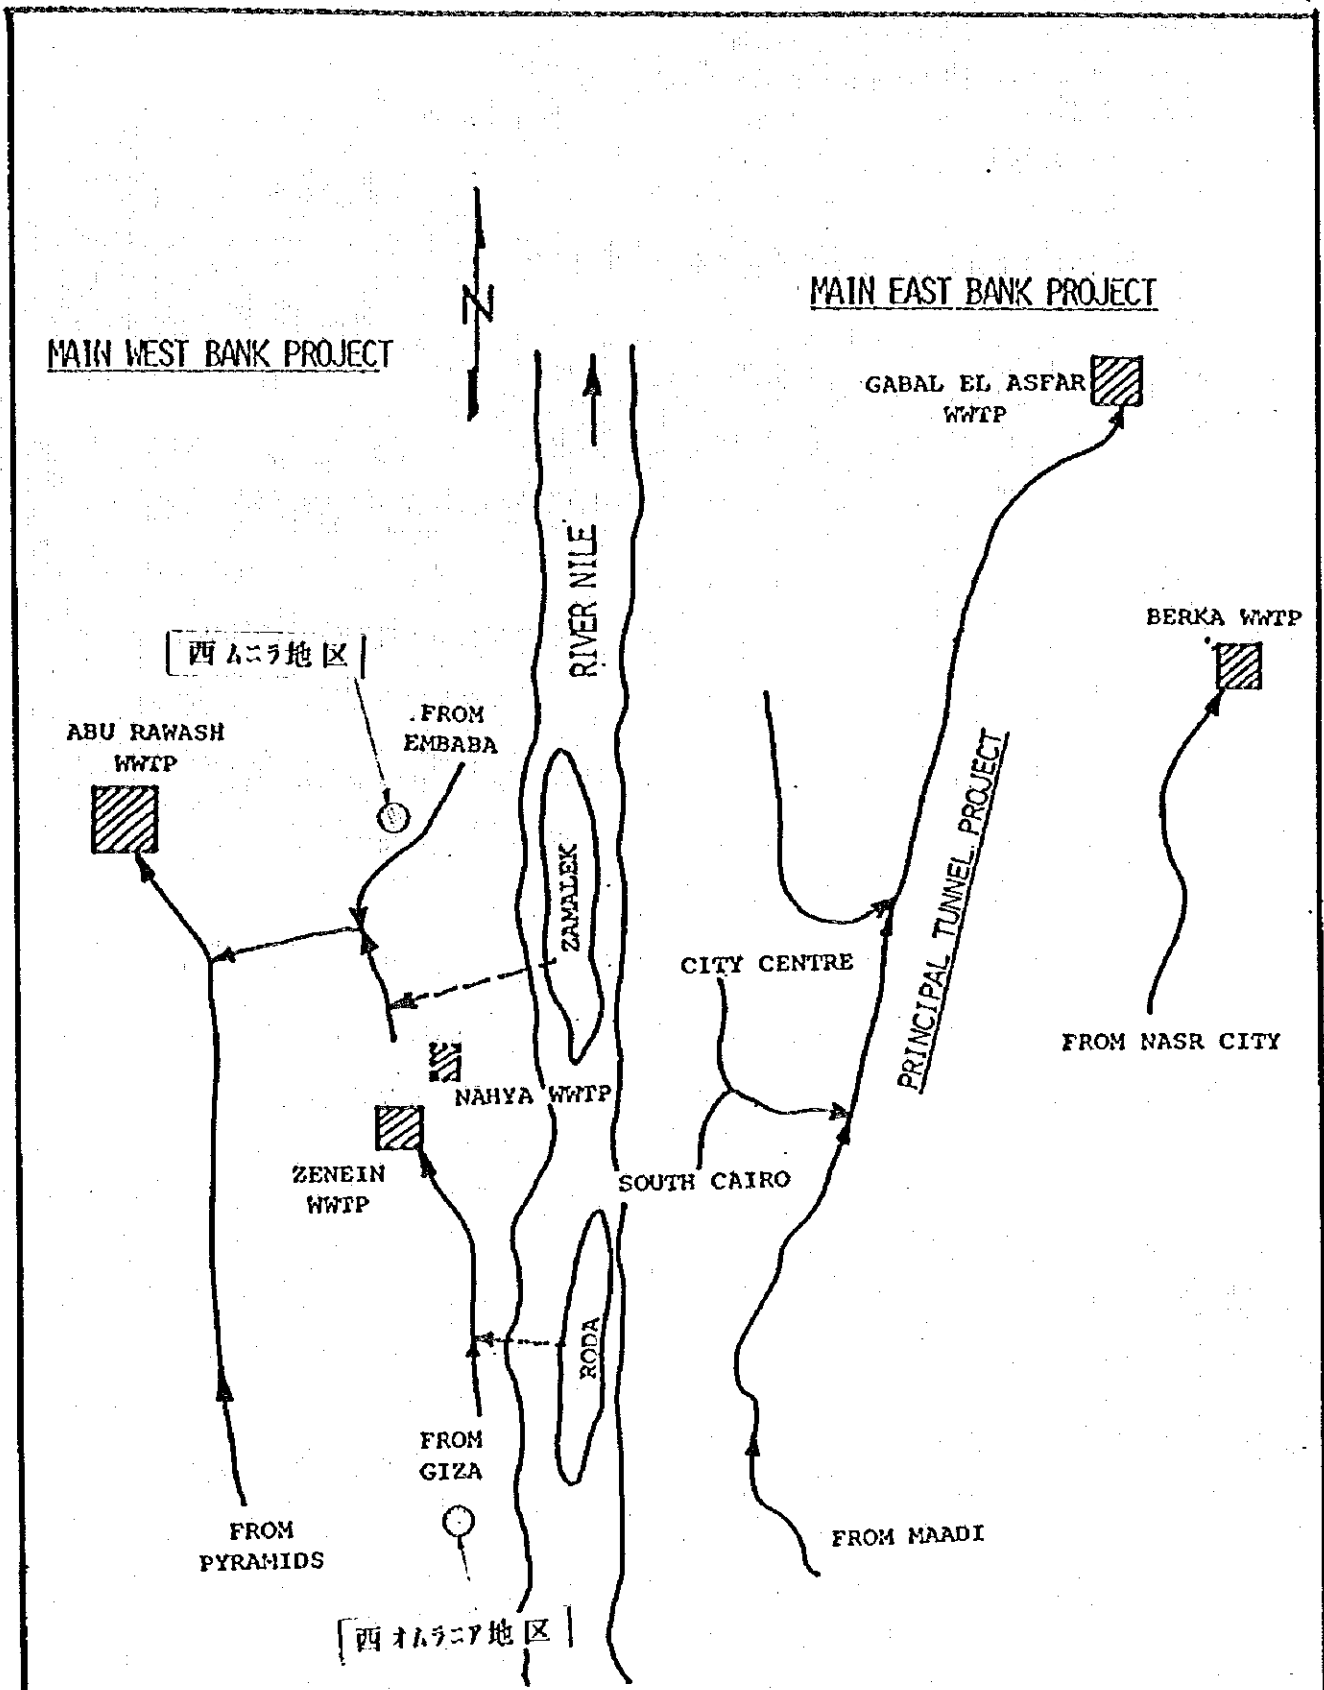 MAIN EAST BANK PROJECT
MAIN WEST BANK PROJECT
N
GABAL EL ASFAR
WWTP
RIVER NILE
BERKA WWTP
西ムニラ地区
FROM
EMBABA
ABU RAWASH
WWTP
PRINCIPAL TUNNEL PROJECT
ZAMALEK
CITY CENTRE
FROM NASR CITY
NAHYA WWTP
ZENEIN
WWTP
SOUTH CAIRO
RODA
FROM
GIZA
FROM
PYRAMIDS
FROM MAADI
西オムラニア地区